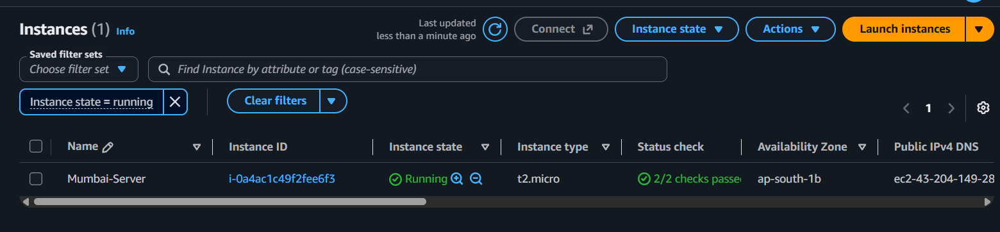 Instances (1) Info
Last updated
less than a minute ago
Connect
Instance state
Actions
Launch instances
Saved filter sets
Choose filter set
Find Instance by attribute or tag (case-sensitive)
Instance state = running
Clear filters
1
Name Instance ID Instance state Instance type Status check Availability Zone Public IPv4 DNS
Mumbai-Server i-0a4ac1c49f2fee6f3 Running t2.micro 2/2 checks passe ap-south-1b ec2-43-204-149-28